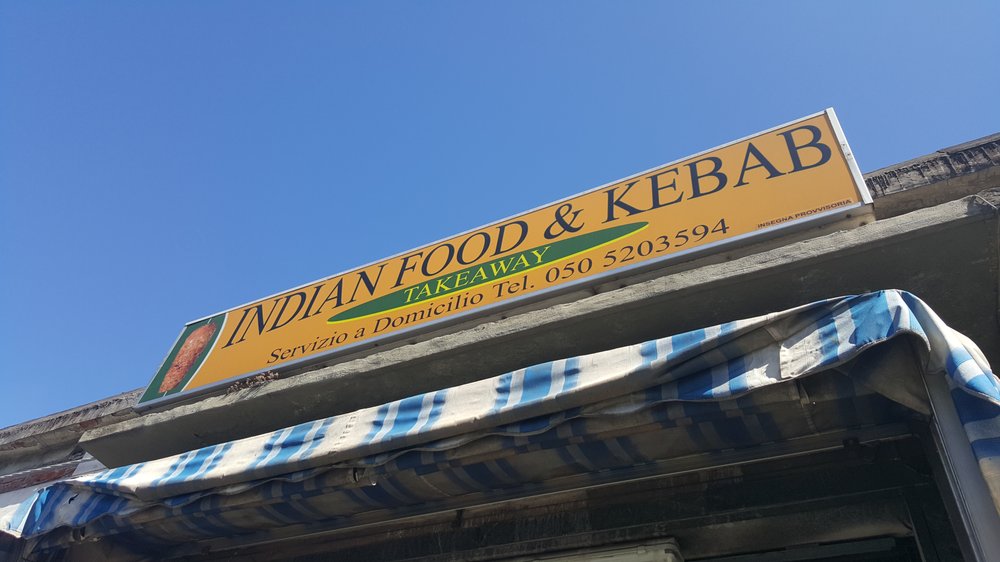 INDIAN FOOD & KEBAB
TAKEAWAY
Servizio a Domicilio Tel. 050 5203594
INSEGNA PROVVISORIA